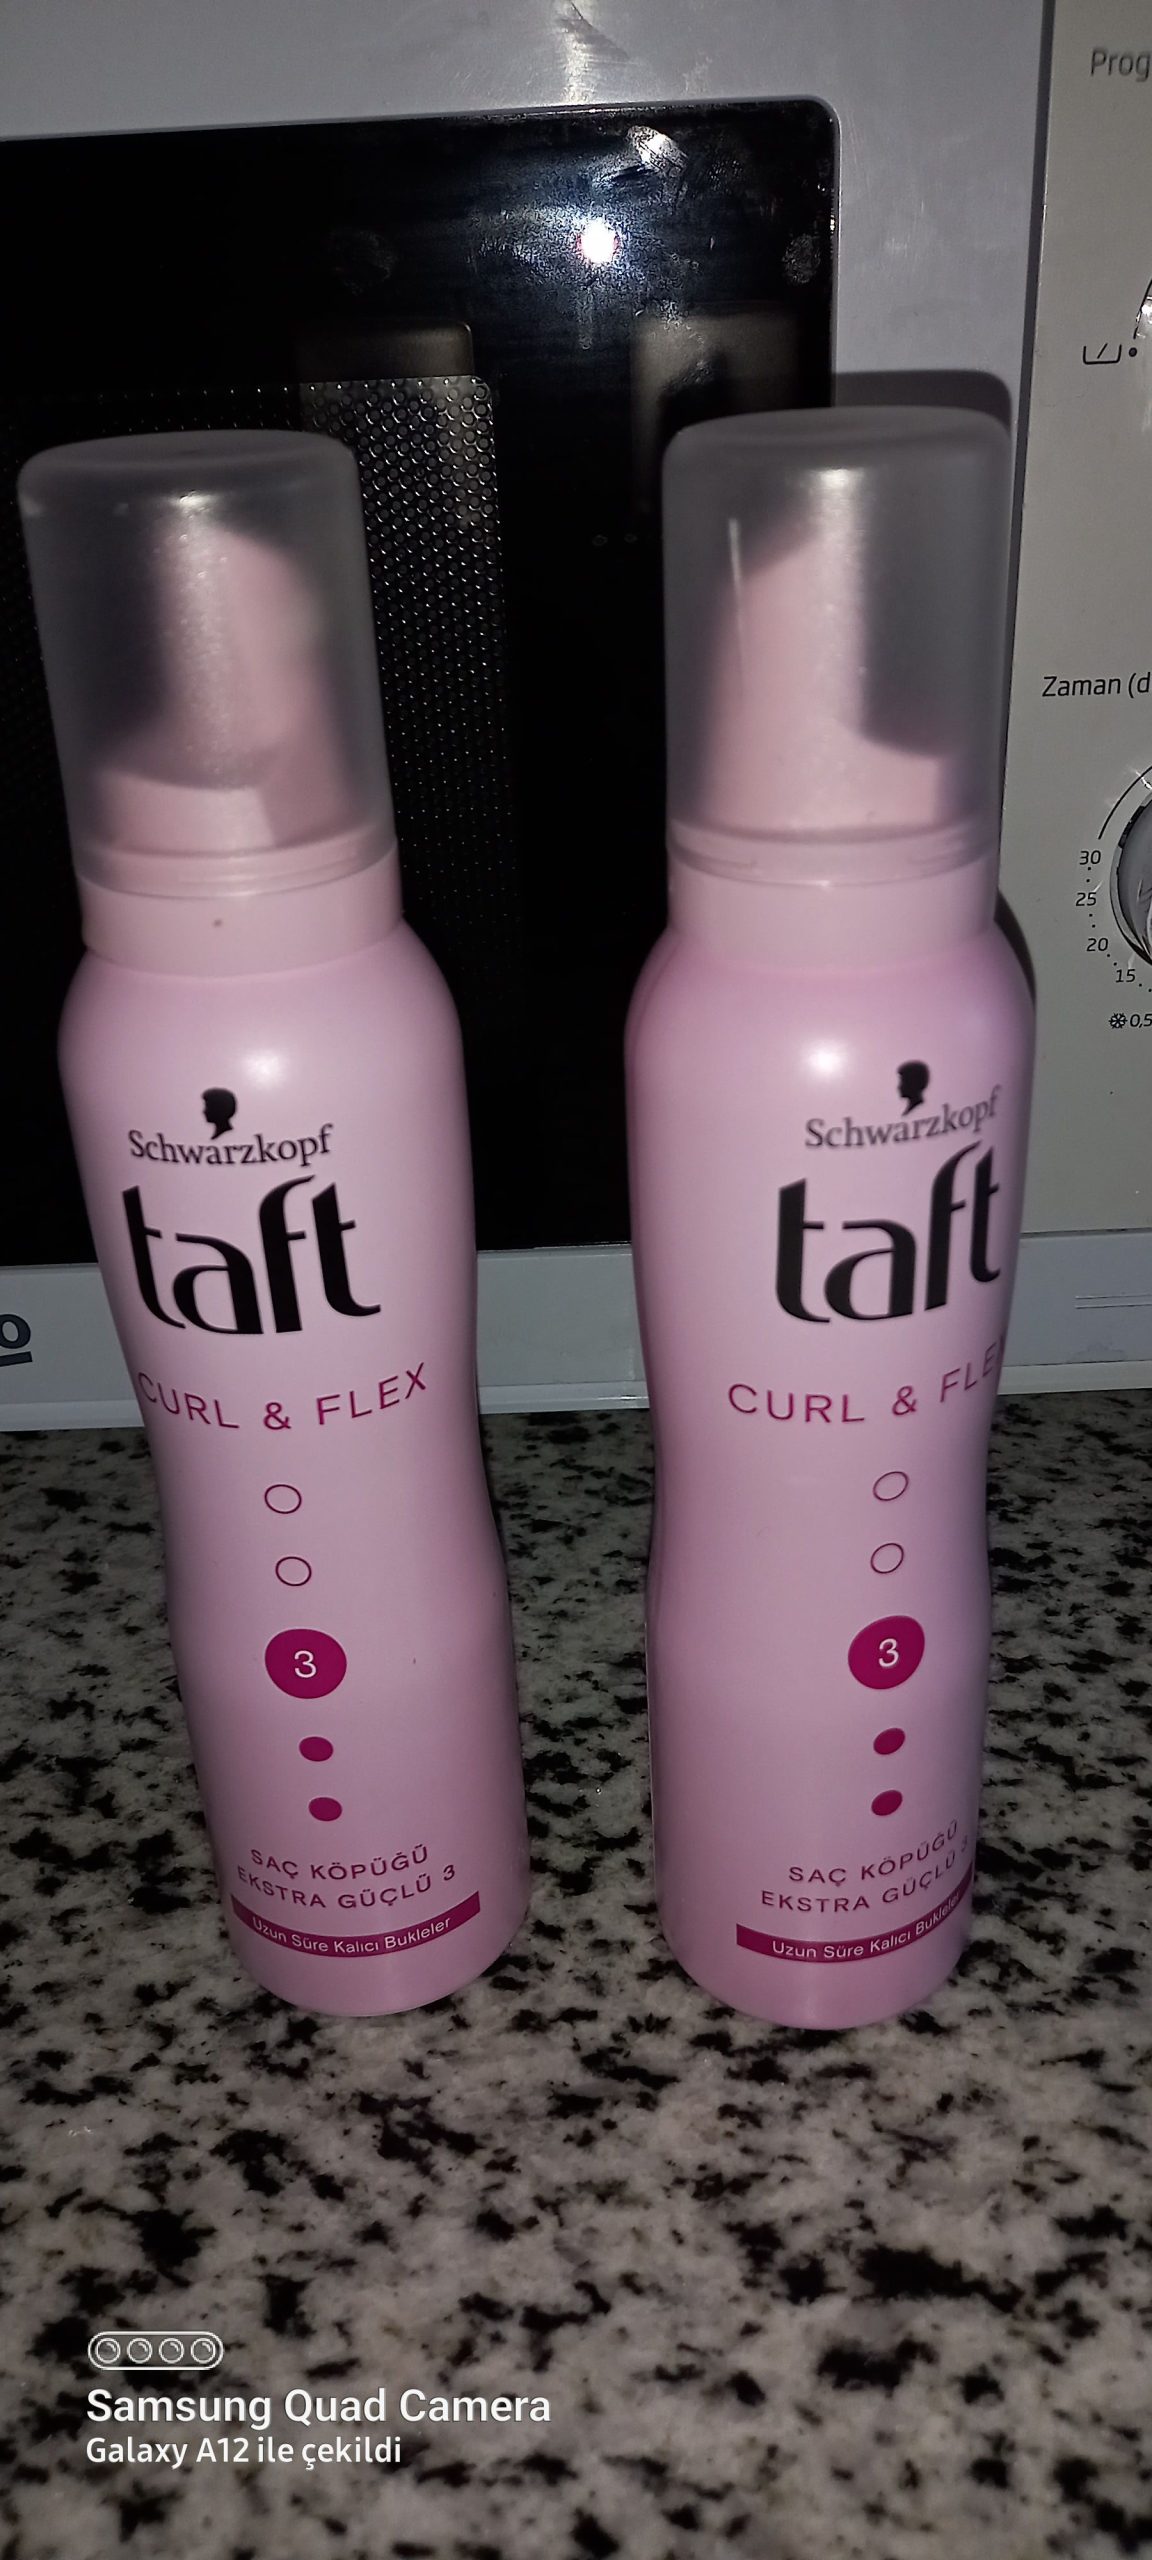 Prog
Zaman (d
30
25
20
15
0,5
Schwarzkopf
taft
CURL & FLEX
3
SAÇ KÖPÜĞÜ
EKSTRA GÜÇLÜ 3
Uzun Süre Kalıcı Bukleler
Schwarzkopf
taft
CURL & FLEX
3
SAÇ KÖPÜĞÜ
EKSTRA GÜÇLÜ 3
Uzun Süre Kalıcı Bukleler
Samsung Quad Camera
Galaxy A12 ile çekildi